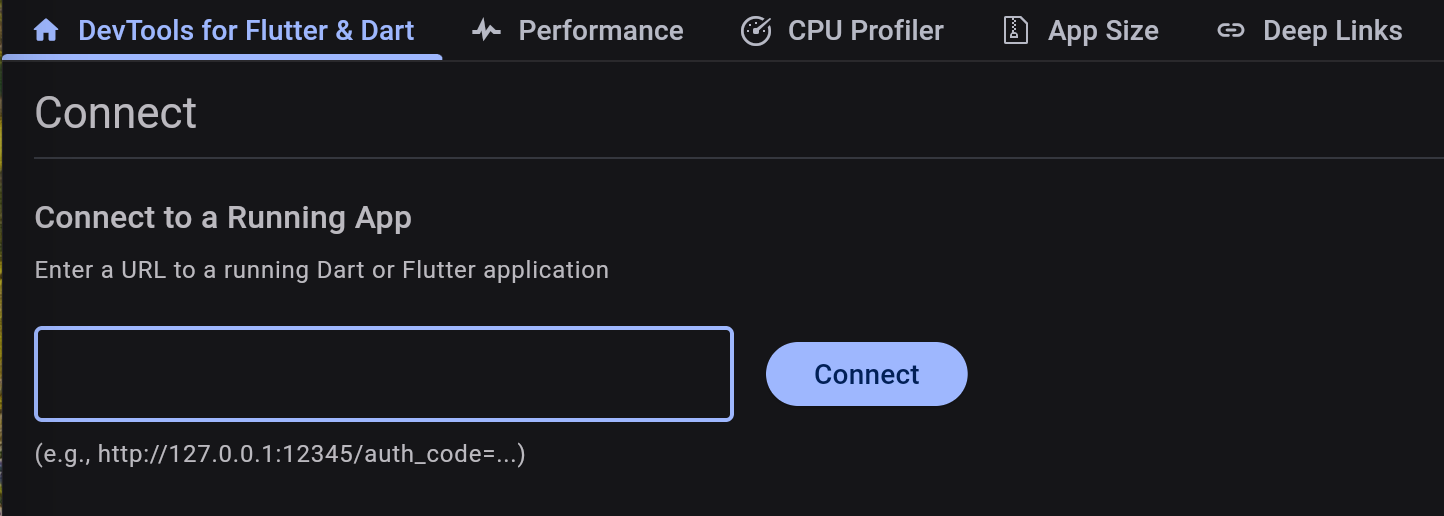 DevTools for Flutter & Dart Performance CPU Profiler App Size Deep Links
Connect
Connect to a Running App
Enter a URL to a running Dart or Flutter application
Connect
(e.g., http://127.0.0.1:12345/auth_code=...)